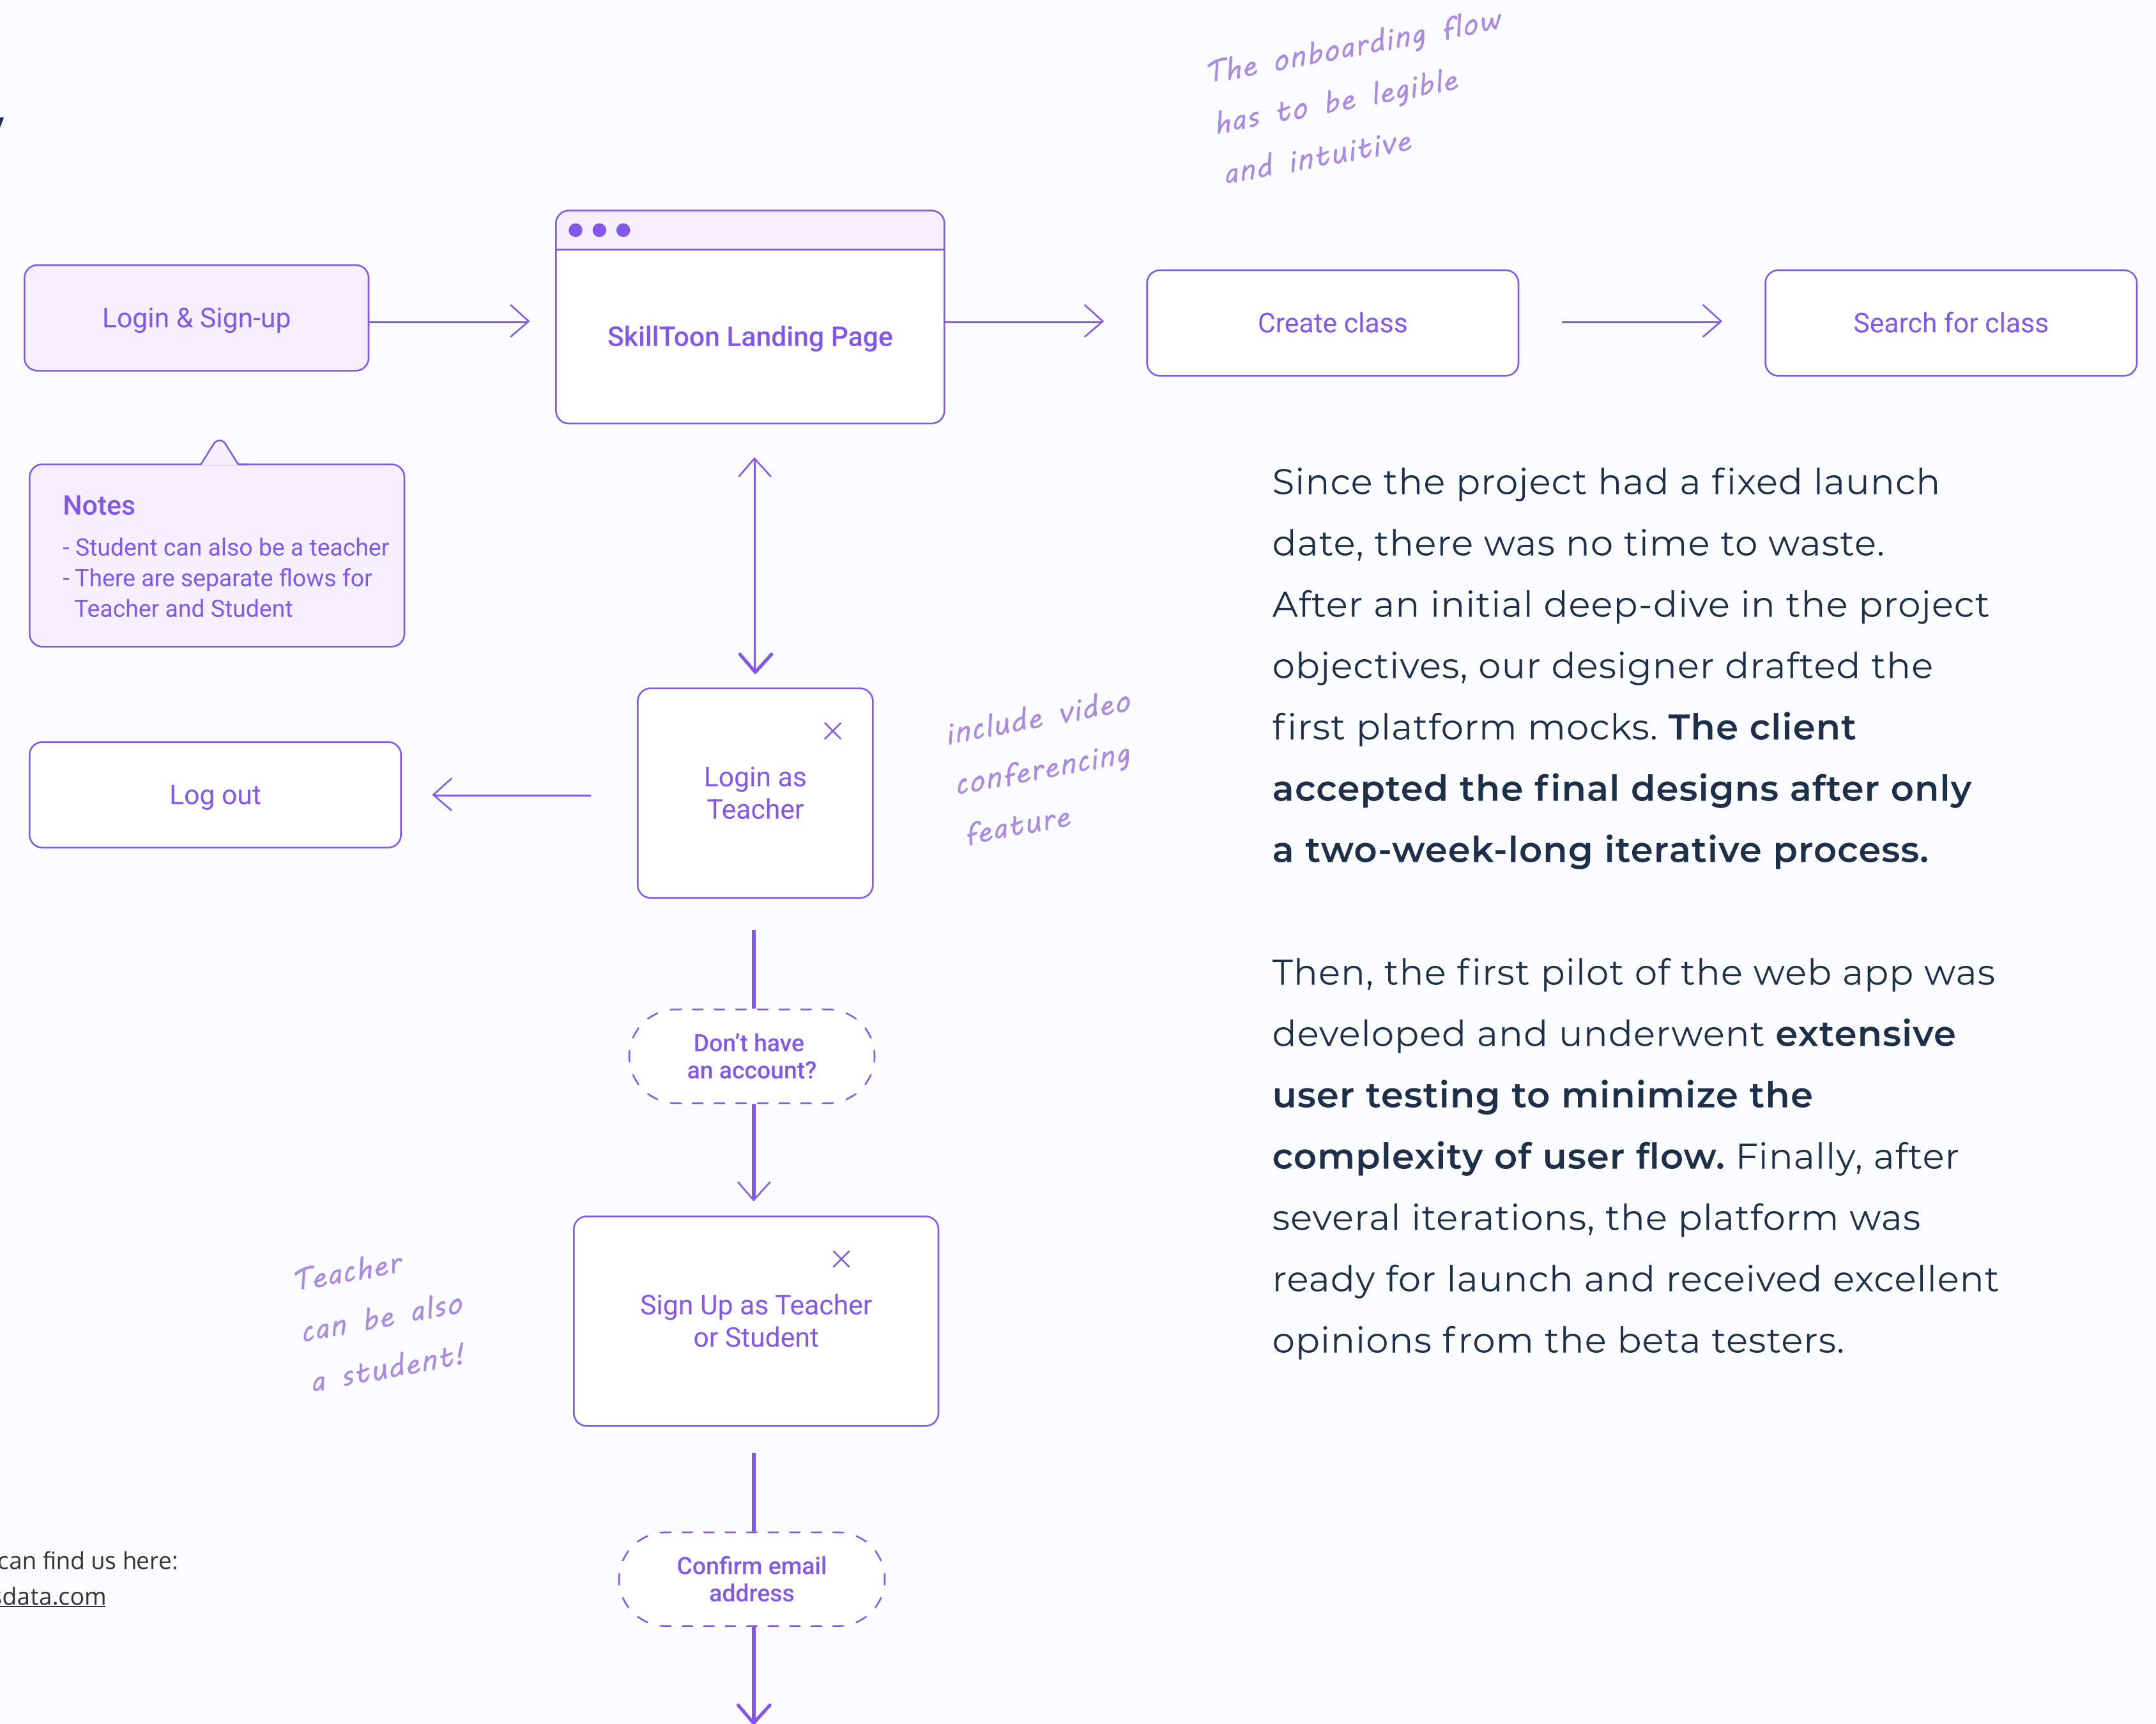 The onboarding flow
has to be legible
and intuitive
Login & Sign-up
SkillToon Landing Page
Create class
Search for class
Notes
- Student can also be a teacher
- There are separate flows for
Teacher and Student
Log out
Login as
Teacher
include video
conferencing
feature
Don't have
an account?
Sign Up as Teacher
or Student
Teacher
can be also
a student!
Confirm email
address
Since the project had a fixed launch
date, there was no time to waste.
After an initial deep-dive in the project
objectives, our designer drafted the
first platform mocks. The client
accepted the final designs after only
a two-week-long iterative process.
Then, the first pilot of the web app was
developed and underwent extensive
user testing to minimize the
complexity of user flow. Finally, after
several iterations, the platform was
ready for launch and received excellent
opinions from the beta testers.
can find us here:
sdata.com